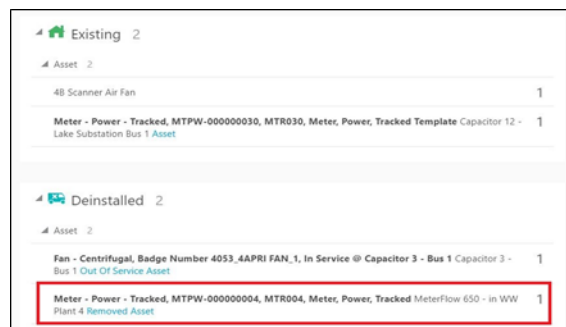 Existing 2
Asset 2
4B Scanner Air Fan 1
Meter - Power - Tracked, MTPW-000000030, MTR030, Meter, Power, Tracked Template Capacitor 12 - 1
Lake Substation Bus 1 Asset
Deinstalled 2
Asset 2
Fan - Centrifugal, Badge Number 4053_4APRI FAN_1, In Service @ Capacitor 3 - Bus 1 Capacitor 3 - 1
Bus 1 Out Of Service Asset
Meter - Power - Tracked, MTPW-000000004, MTR004, Meter, Power, Tracked MeterFlow 650 - in WW 1
Plant 4 Removed Asset